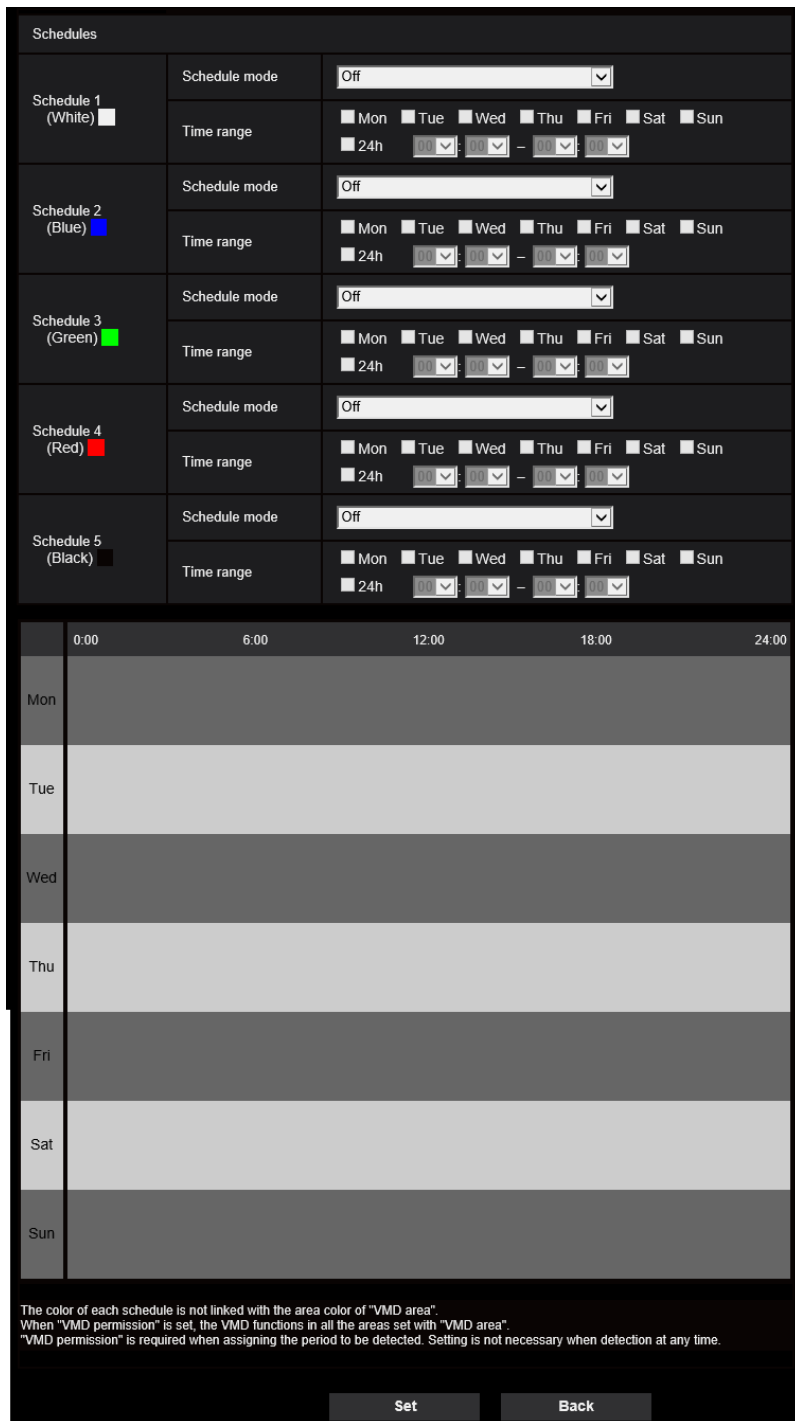 Schedules
Schedule 1
(White)
Schedule mode
Off
Time range
Mon Tue Wed Thu Fri Sat Sun
24h 00 : 00 – 00 : 00
Schedule 2
(Blue)
Schedule mode
Off
Time range
Mon Tue Wed Thu Fri Sat Sun
24h 00 : 00 – 00 : 00
Schedule 3
(Green)
Schedule mode
Off
Time range
Mon Tue Wed Thu Fri Sat Sun
24h 00 : 00 – 00 : 00
Schedule 4
(Red)
Schedule mode
Off
Time range
Mon Tue Wed Thu Fri Sat Sun
24h 00 : 00 – 00 : 00
Schedule 5
(Black)
Schedule mode
Off
Time range
Mon Tue Wed Thu Fri Sat Sun
24h 00 : 00 – 00 : 00
0:00 6:00 12:00 18:00 24:00
Mon
Tue
Wed
Thu
Fri
Sat
Sun
The color of each schedule is not linked with the area color of "VMD area".
When "VMD permission" is set, the VMD functions in all the areas set with "VMD area".
"VMD permission" is required when assigning the period to be detected. Setting is not necessary when detection at any time.
Set Back